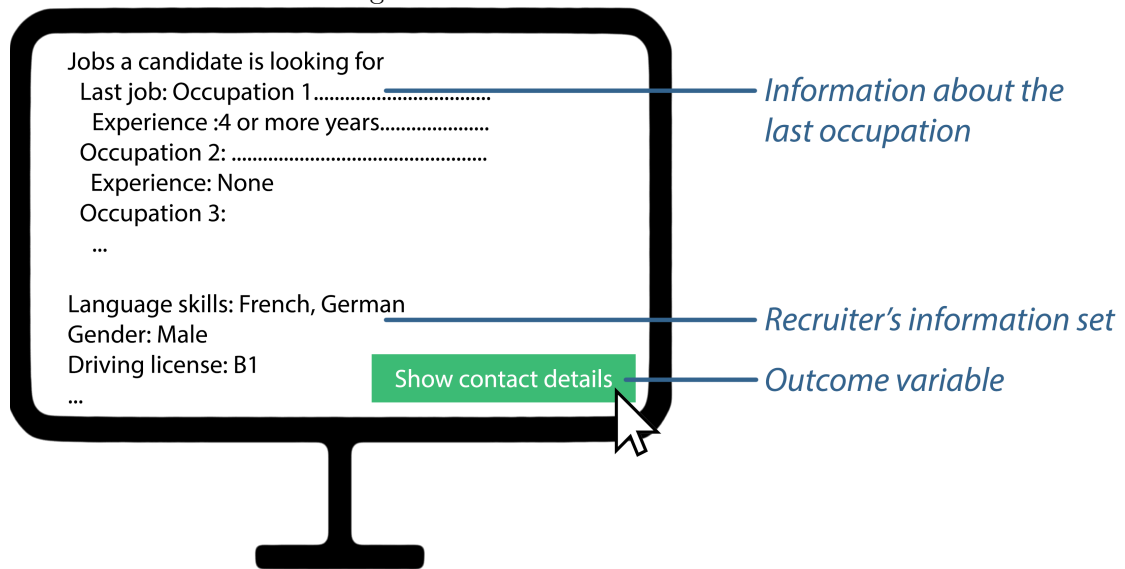 Jobs a candidate is looking for
Last job: Occupation 1..................................
Experience :4 or more years.....................
Occupation 2: .................................................
Experience: None
Occupation 3:
...
Language skills: French, German
Gender: Male
Driving license: B1
...
Show contact details
Information about the
last occupation
Recruiter's information set
Outcome variable